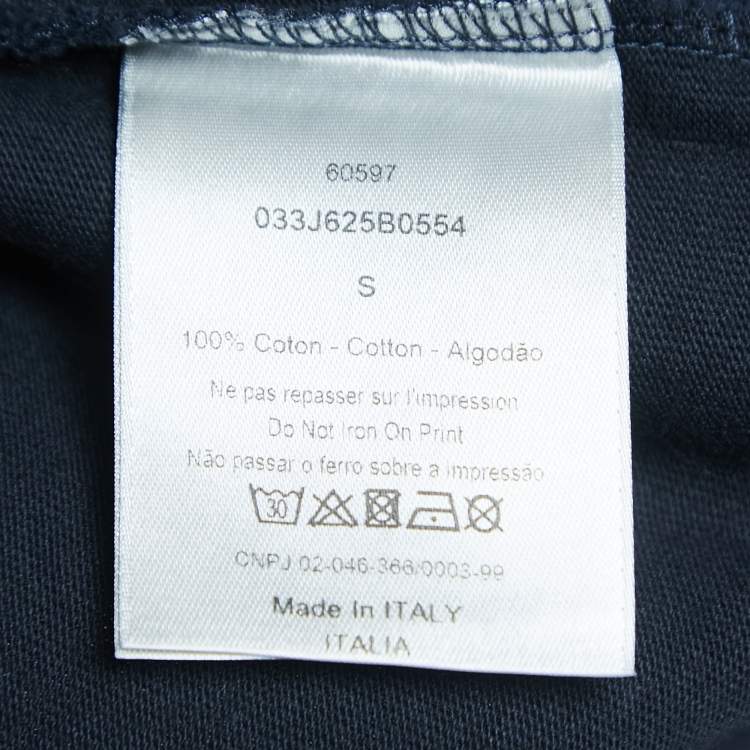 60597
033J625B0554
S
100% Coton - Cotton - Algodão
Ne pas repasser sur l'impression
Do Not Iron On Print
Não passar o ferro sobre a impressão
30
CNPJ 02-046-366/0003-99
Made In ITALY
ITALIA